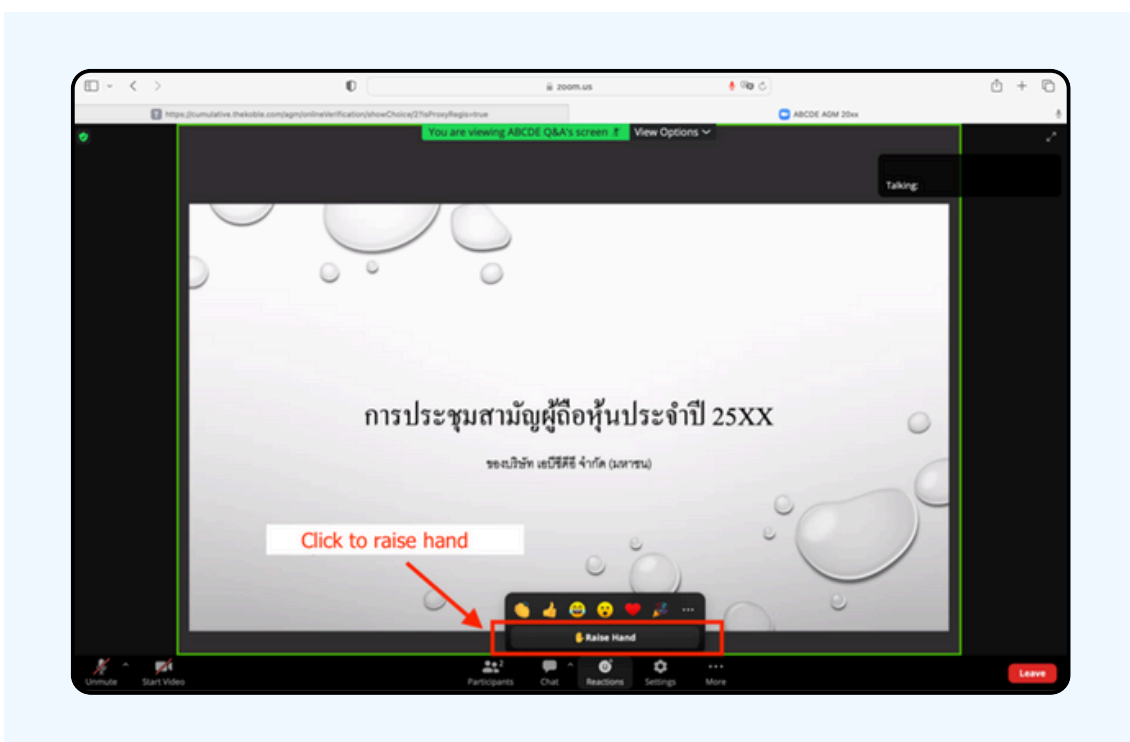 zoom.us
https://cumulative.thekoble.com/agm/onlineVerification/showChoice/2?isProxyRegis=true
ABCDE AGM 20xx
You are viewing ABCDE Q&A's screen
View Options
Talking:
การประชุมสามัญผู้ถือหุ้นประจำปี 25XX
ของบริษัท เอบีซีดีอี จำกัด (มหาชน)
Click to raise hand
Raise Hand
2
Unmute
Start Video
Participants
Chat
Reactions
Settings
More
Leave